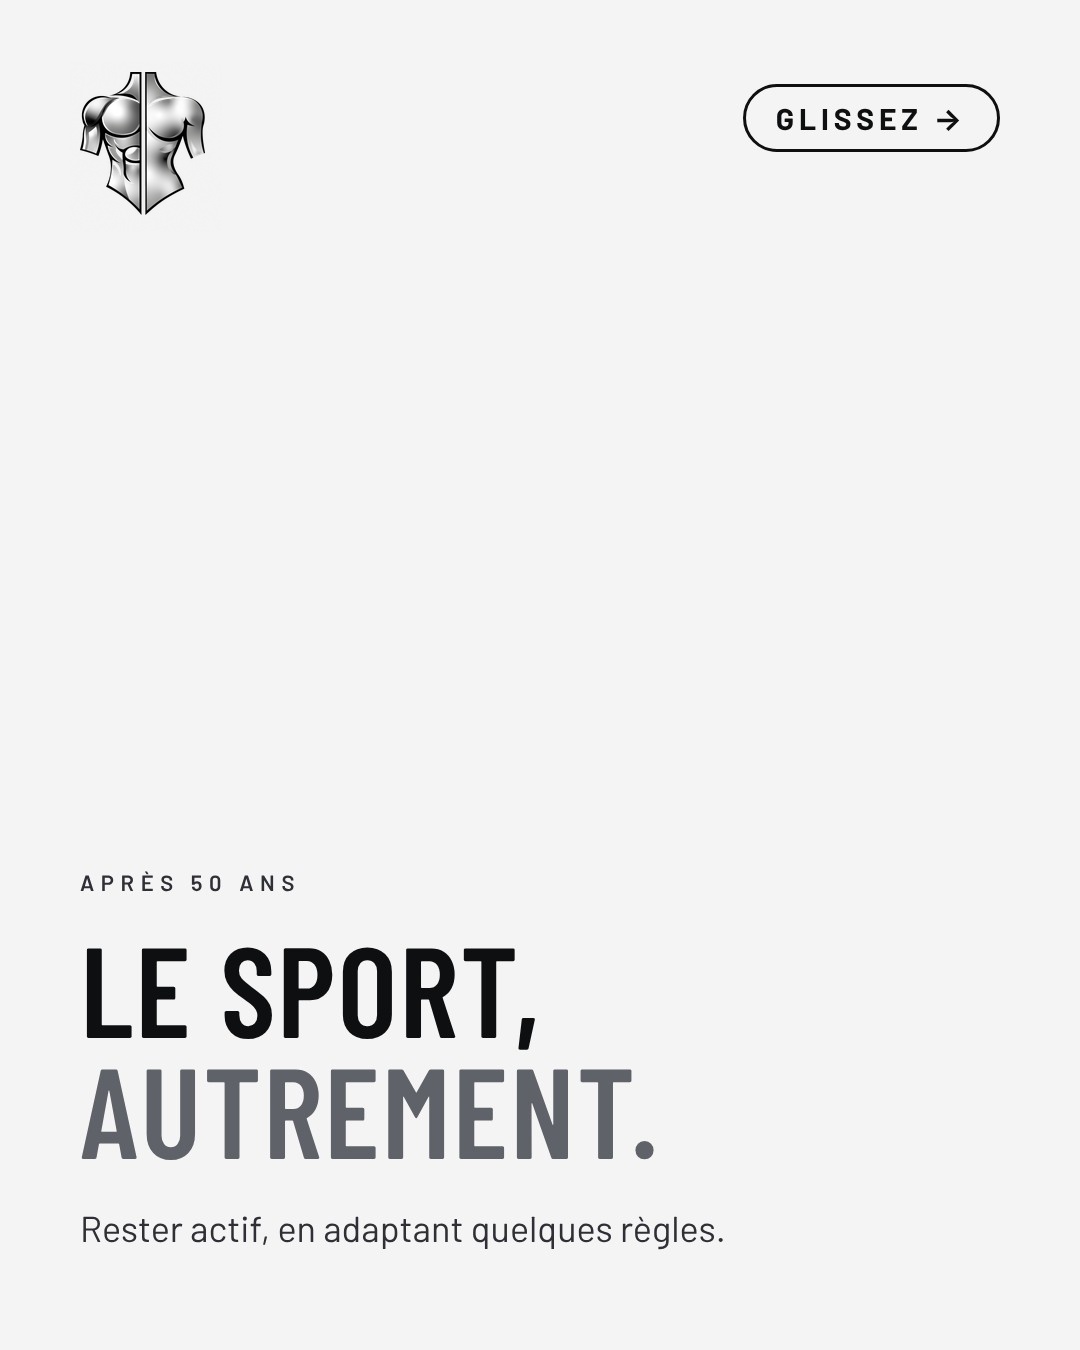 GLISSEZ →
APRÈS 50 ANS
LE SPORT,
AUTREMENT.
Rester actif, en adaptant quelques règles.